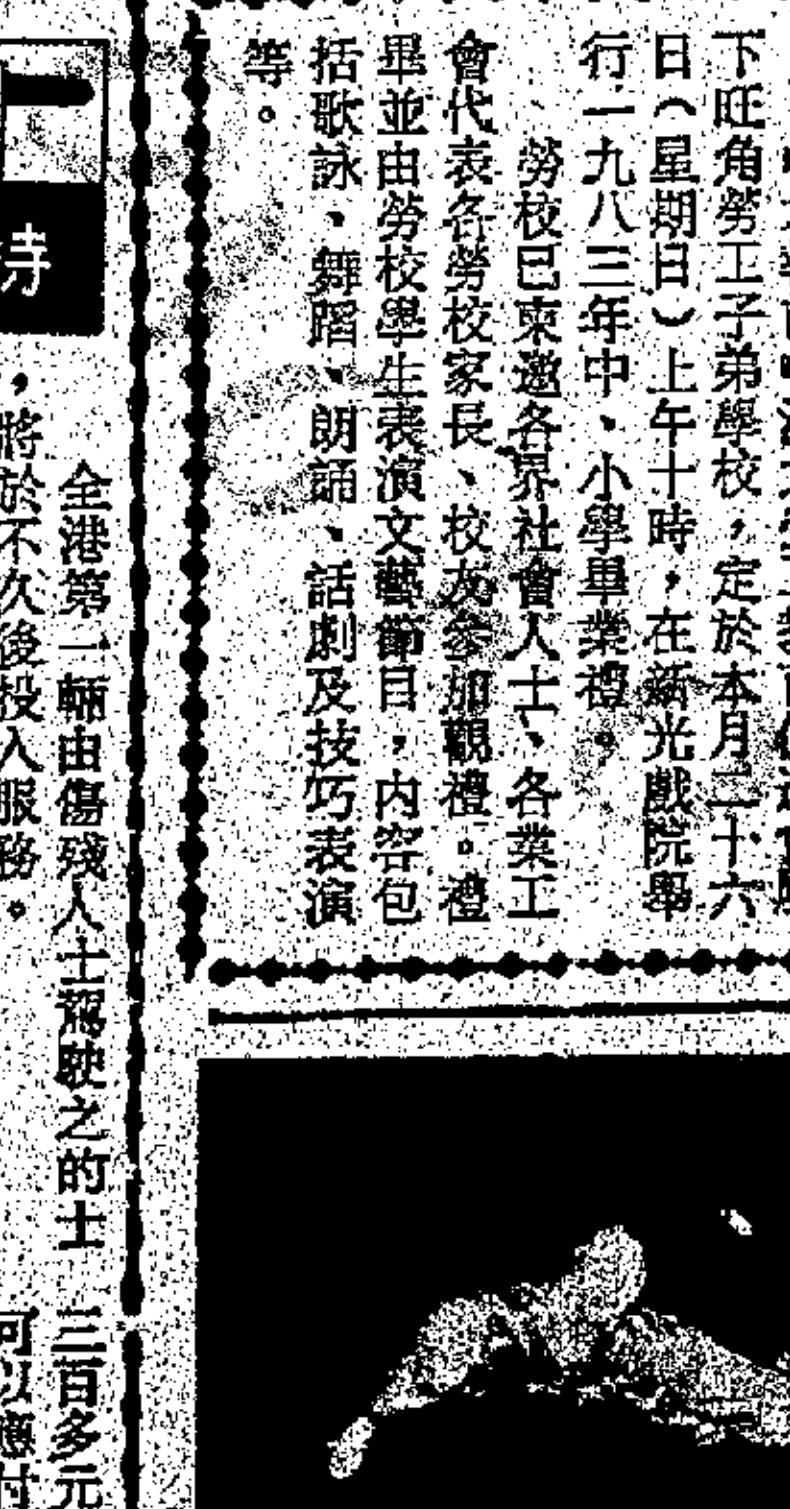 下旺角勞工子弟學校，定於本月二十六
日（星期日）上午十時，在新光戲院舉
行一九八三年中、小學畢業禮。
勞校已柬邀各界社會人士、各業工
會代表各勞校家長、校友參加觀禮。禮
畢並由勞校學生表演文藝節目，內容包
括歌詠、舞蹈、朗誦、話劇及技巧表演
等。
全港第一輛由傷殘人士駕駛之的士
，將於不久後投入服務。
三百多元
可以應付